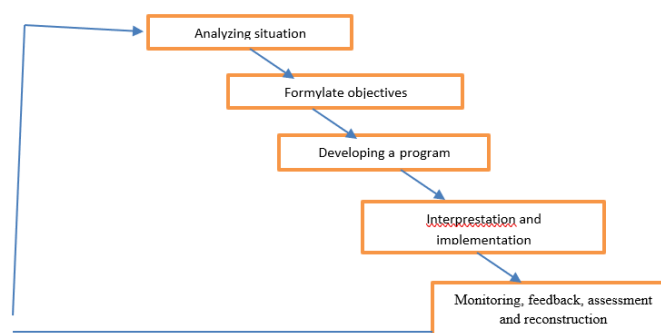 Analyzing situation
Formylate objectives
Developing a program
Interprestation and
implementation
Monitoring, feedback, assessment
and reconstruction